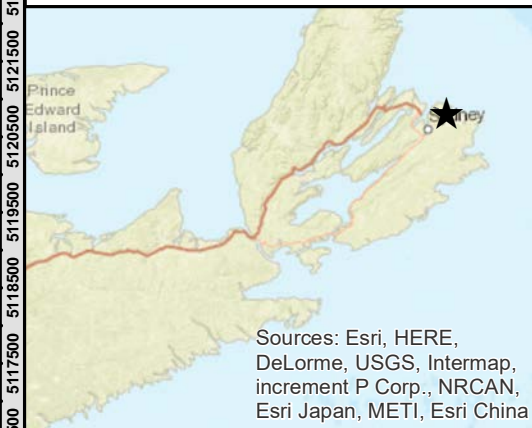 5121500
5120500
5119500
5118500
5117500
Prince
Edward
Island
Sources: Esri, HERE,
DeLorme, USGS, Intermap,
increment P Corp., NRCAN,
Esri Japan, METI, Esri China